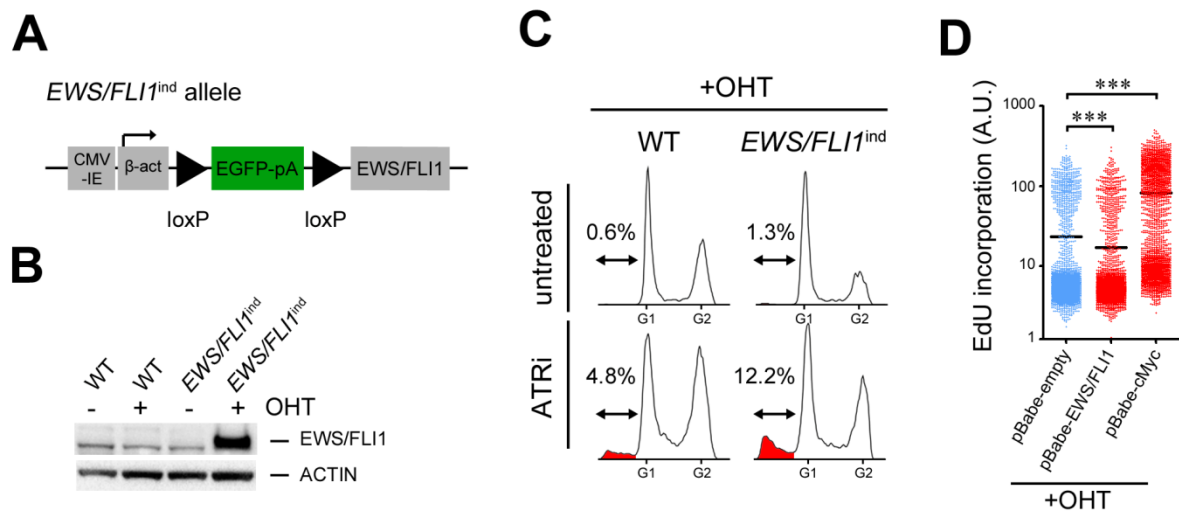 A
EWS/FLI1ind allele
CMV
-IE
β-act
EGFP-pA
EWS/FLI1
loxP
loxP
B
WT
WT
EWS/FLI1ind
EWS/FLI1ind
- + - + OHT
EWS/FLI1
ACTIN
C
+OHT
WT
EWS/FLI1ind
untreated
0.6%
1.3%
G1 G2
G1 G2
ATRi
4.8%
12.2%
G1 G2
G1 G2
D
EdU incorporation (A.U.)
***
***
1000
100
10
1
pBabe-empty
pBabe-EWS/FLI1
pBabe-cMyc
+OHT